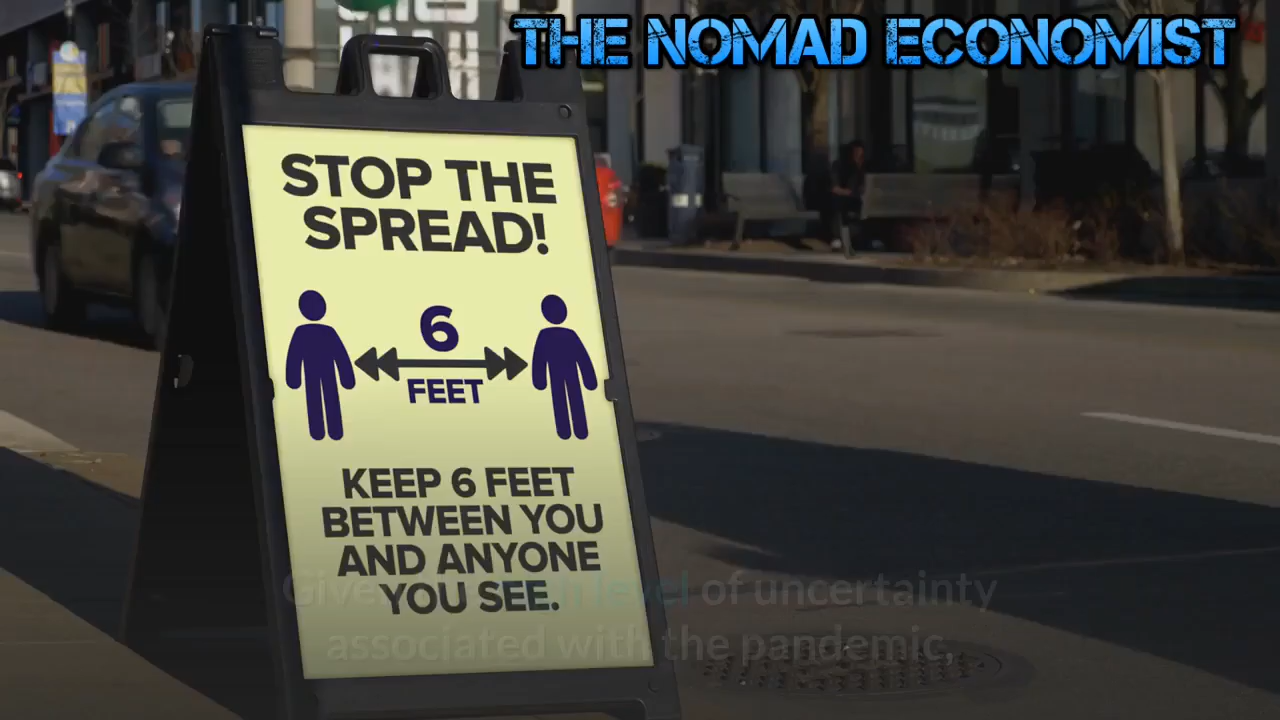 THE NOMAD ECONOMIST
STOP THE
SPREAD!
6
FEET
KEEP 6 FEET
BETWEEN YOU
AND ANYONE
YOU SEE.
level of uncertainty
associated with the pandemic,